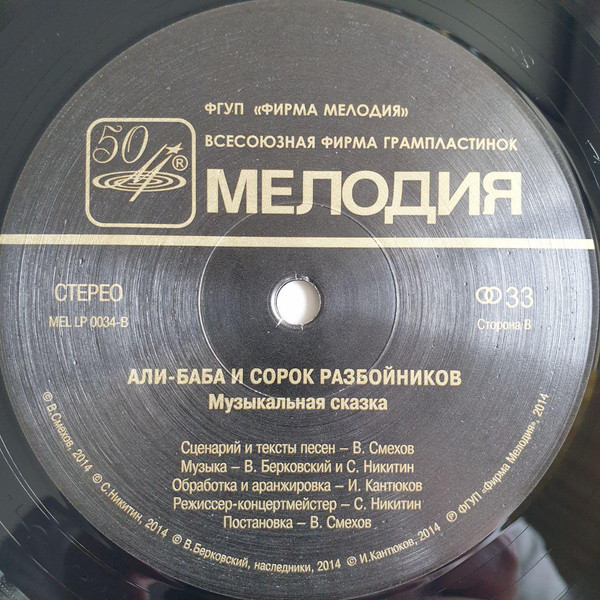 ФГУП «ФИРМА МЕЛОДИЯ»
50
®
ВСЕСОЮЗНАЯ ФИРМА ГРАМПЛАСТИНОК
МЕЛОДИЯ
СТЕРЕО
33
MEL LP 0034-B
Сторона В
АЛИ-БАБА И СОРОК РАЗБОЙНИКОВ
Музыкальная сказка
Сценарий и тексты песен – В. Смехов
Музыка – В. Берковский и С. Никитин
Обработка и аранжировка – И. Кантюков
Режиссер-концертмейстер – С. Никитин
Постановка – В. Смехов
© В.Смехов, 2014 © С.Никитин, 2014 © В.Берковский, наследники, 2014 © И.Кантюков, 2014 ℗ ФГУП «Фирма Мелодия», 2014